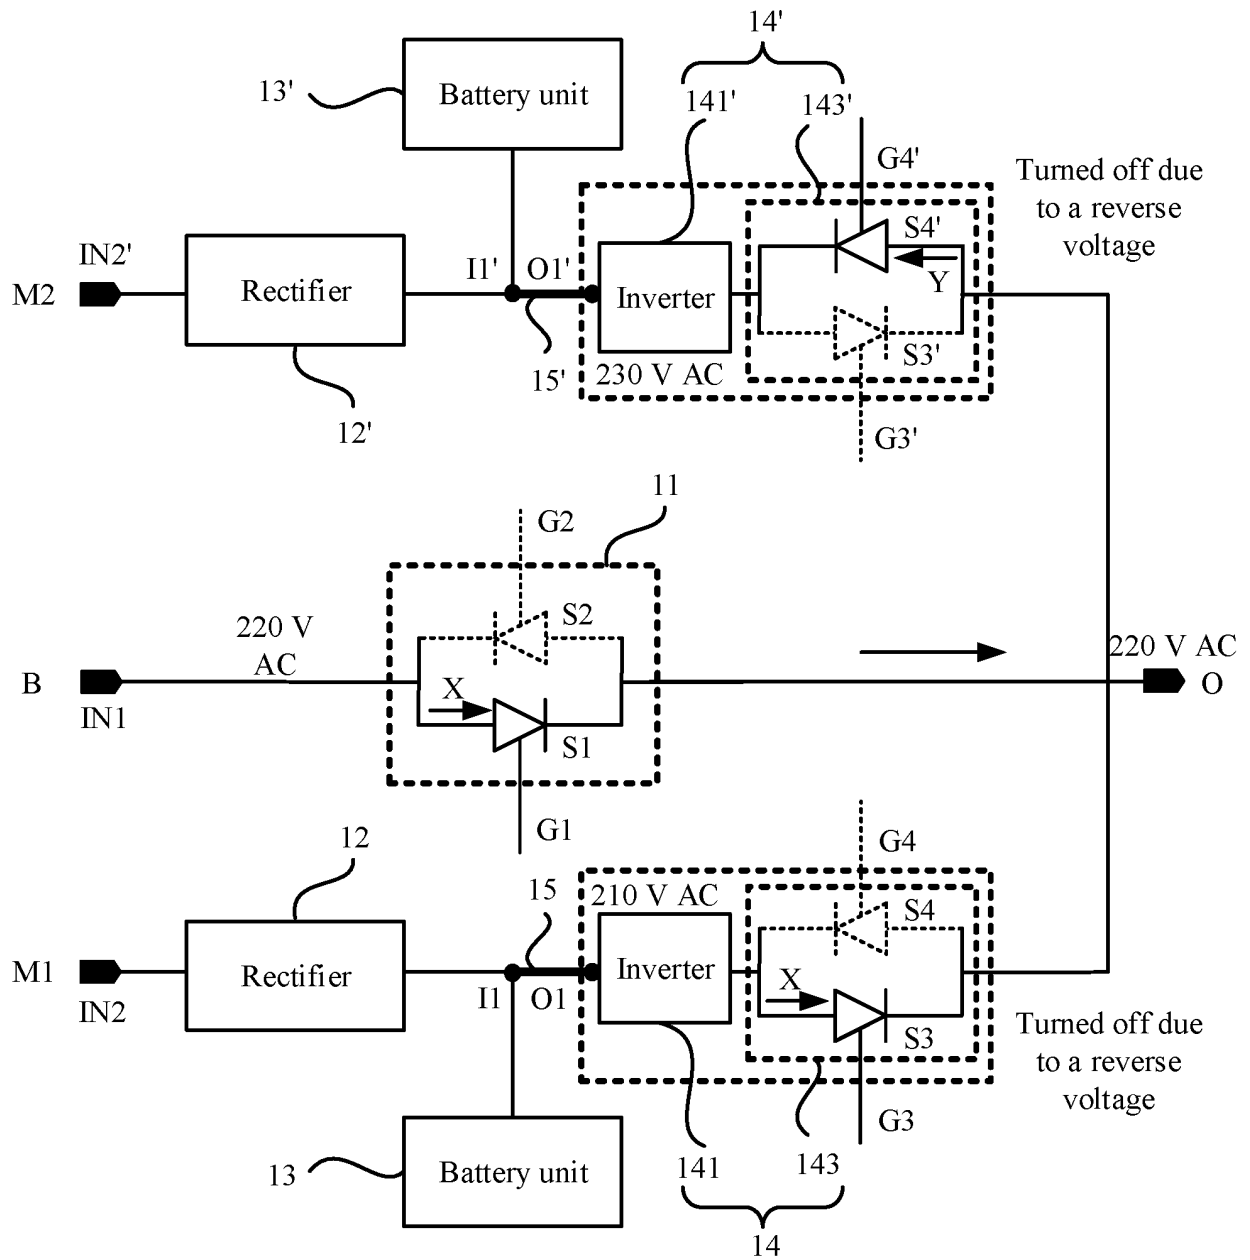 14'
141'
143'
13'
Battery unit
G4'
Turned off due
to a reverse
voltage
IN2'
M2
Rectifier
I1'
O1'
Inverter
S4'
Y
S3'
15'
230 V AC
12'
G3'
11
G2
220 V
AC
S2
220 V AC
B
X
O
IN1
S1
G1
12
G4
15
210 V AC
S4
M1
Rectifier
Inverter
X
IN2
I1
O1
S3
Turned off due
to a reverse
voltage
G3
13
Battery unit
141
143
14